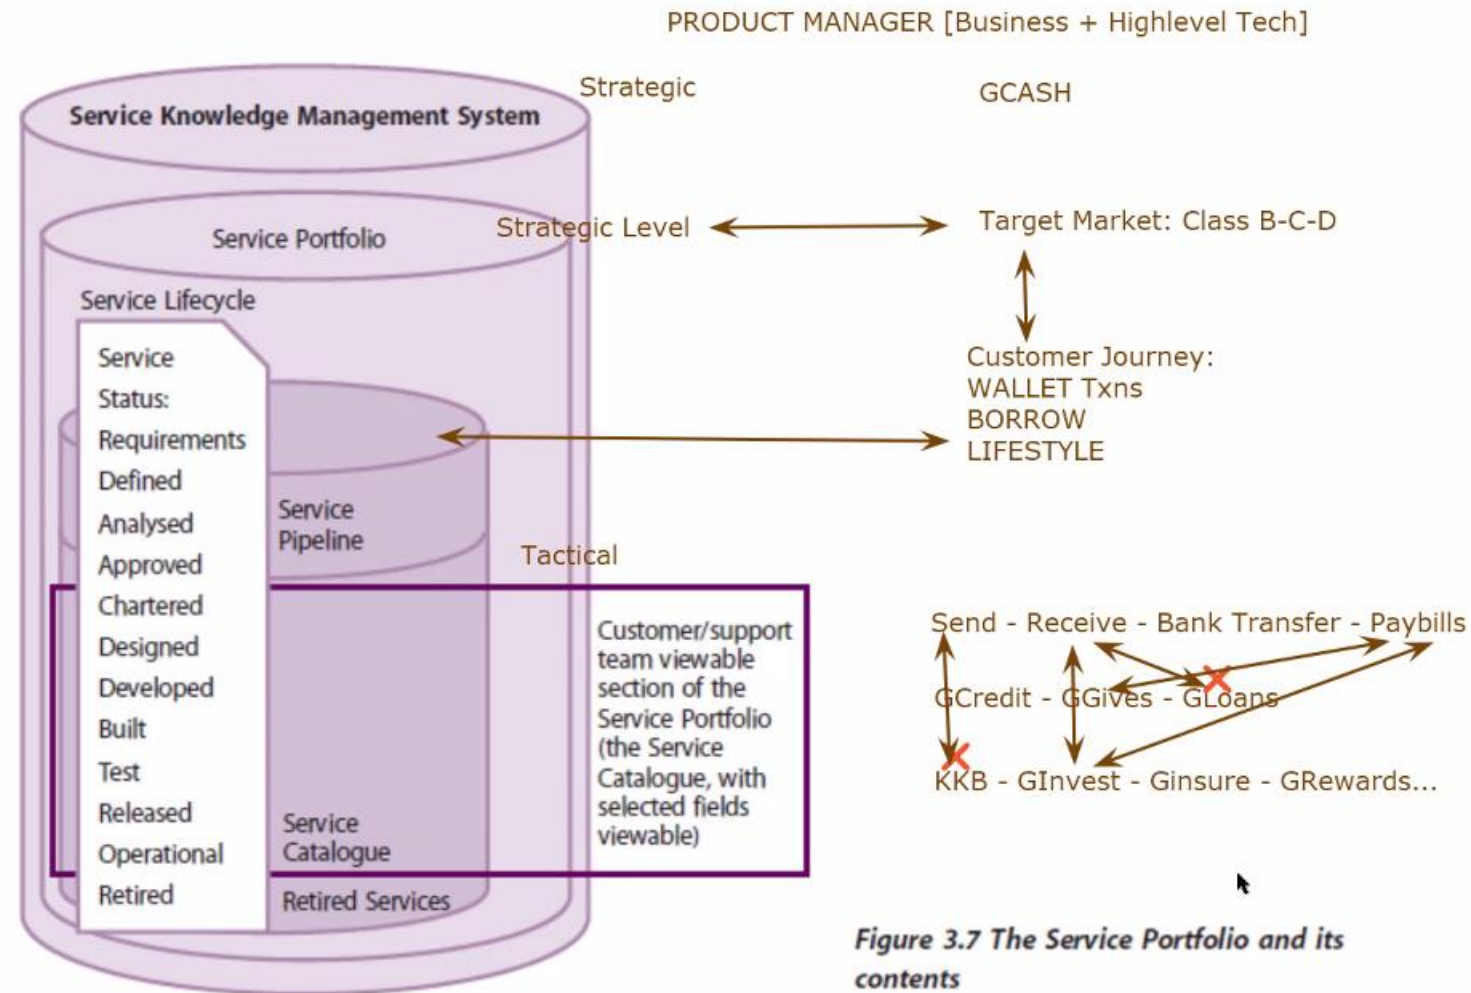 PRODUCT MANAGER [Business + Highlevel Tech]
Strategic
GCASH
Service Knowledge Management System
Service Portfolio
Strategic Level
Target Market: Class B-C-D
Service Lifecycle
Service
Status:
Requirements
Defined
Analysed
Approved
Chartered
Designed
Developed
Built
Test
Released
Operational
Retired
Service
Pipeline
Service
Catalogue
Retired Services
Customer Journey:
WALLET Txns
BORROW
LIFESTYLE
Tactical
Customer/support
team viewable
section of the
Service Portfolio
(the Service
Catalogue, with
selected fields
viewable)
Send - Receive - Bank Transfer - Paybills
GCredit - GGives - GLoans
KKB - GInvest - Ginsure - GRewards...
Figure 3.7 The Service Portfolio and its
contents